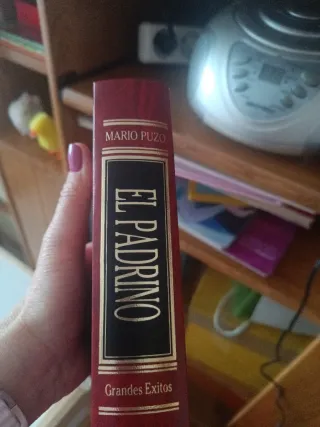 MARIO PUZO
EL PADRINO
Grandes Exitos